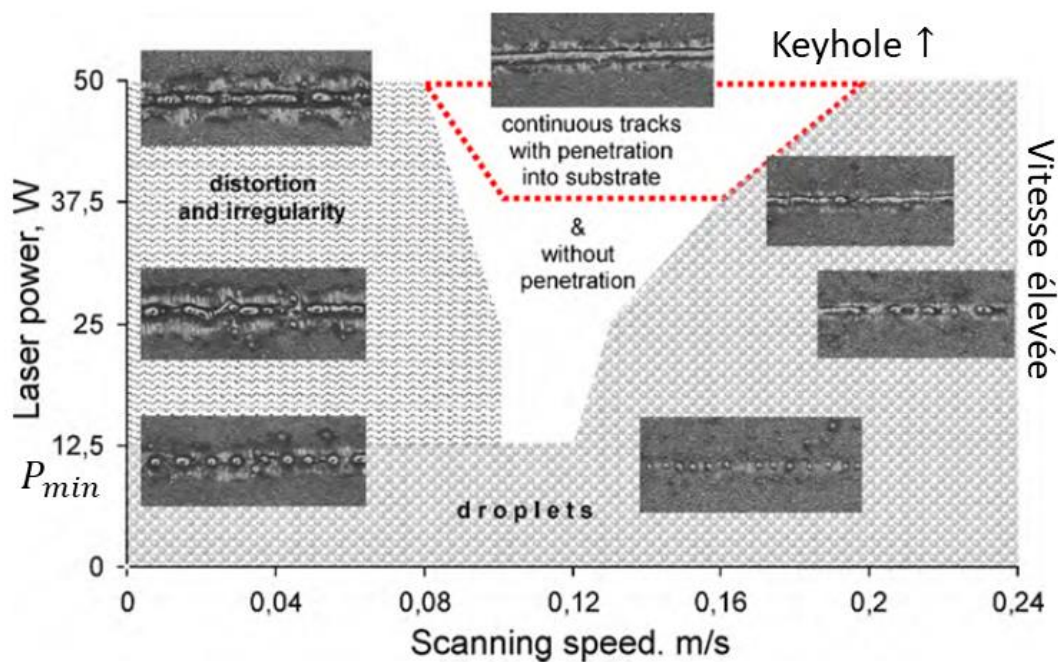 Keyhole ↑
50
continuous tracks
with penetration
into substrate
distortion
and irregularity
37,5
&
without
penetration
25
12,5
P_min
droplets
0
0
0,04
0,08
0,12
0,16
0,2
0,24
Scanning speed. m/s
Laser power, W
Vitesse élevée